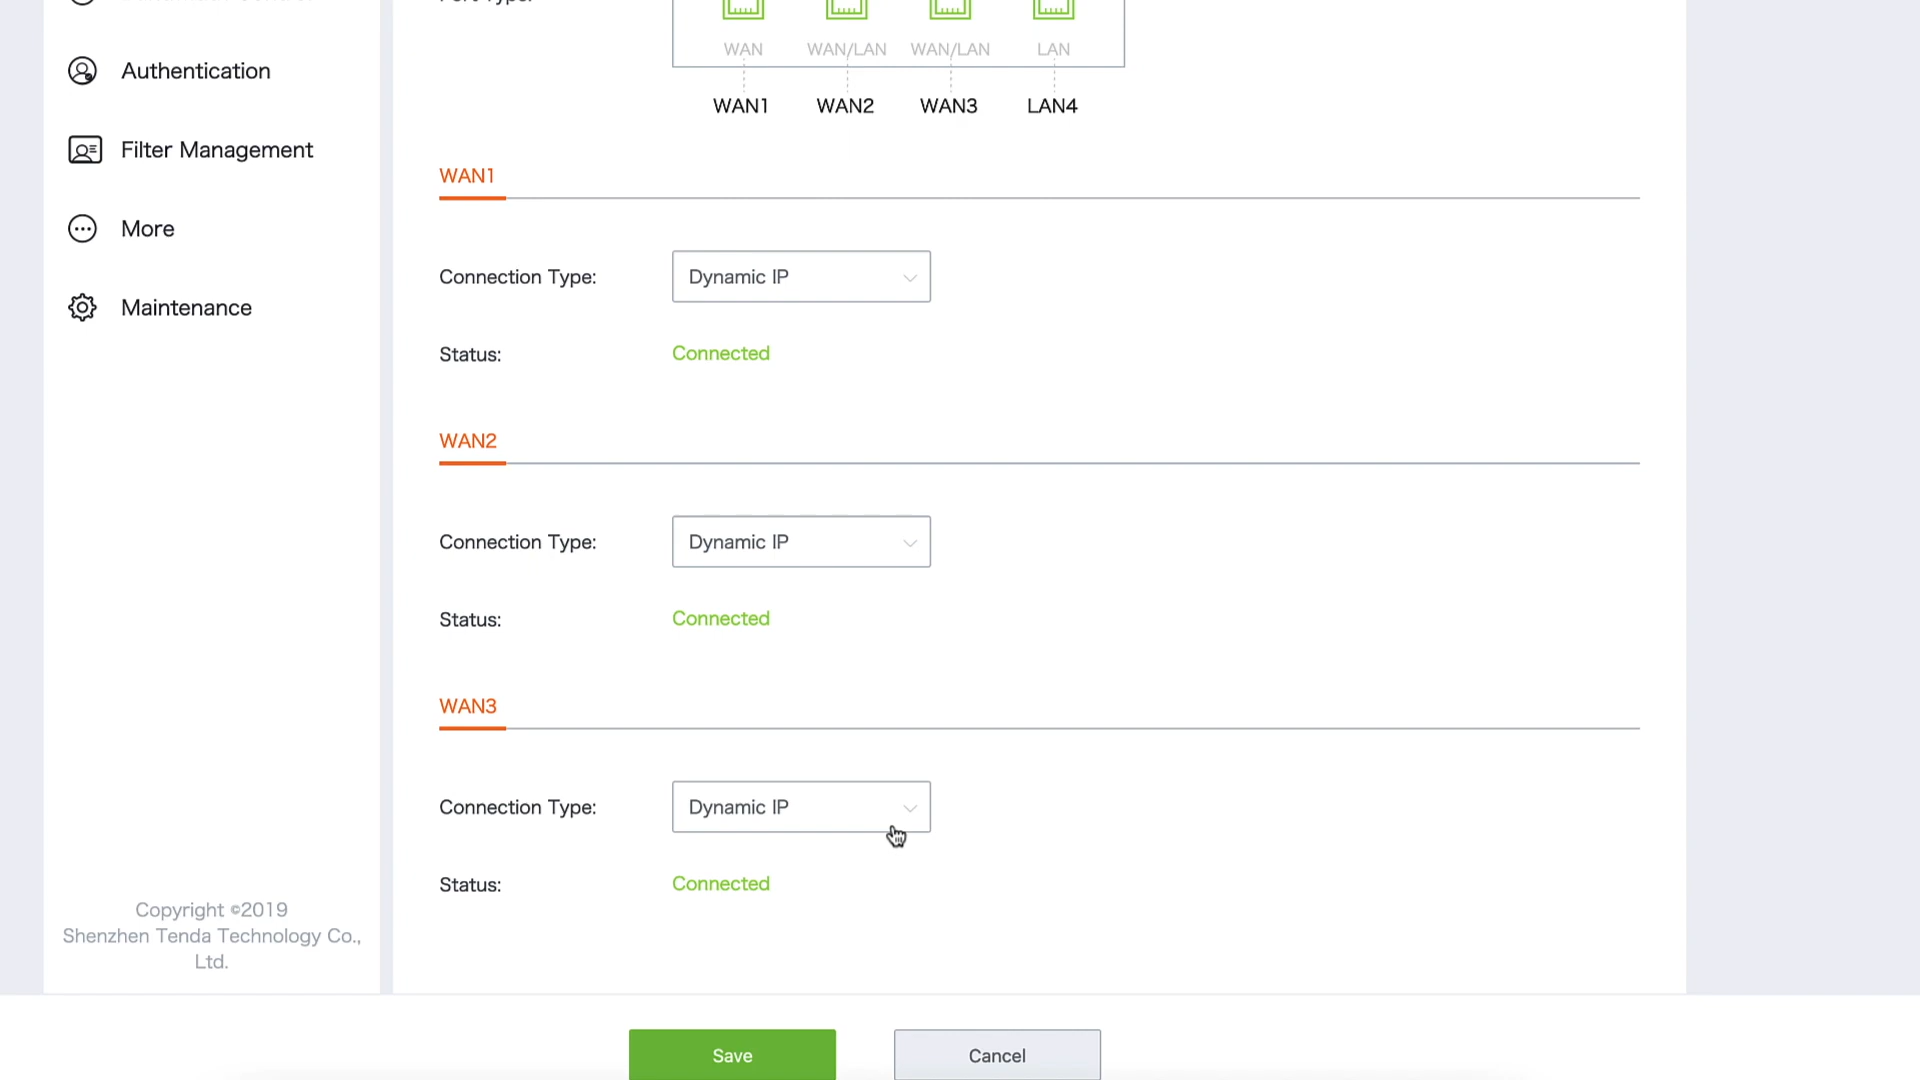 Authentication
Filter Management
More
Maintenance
Copyright ©2019
Shenzhen Tenda Technology Co.,
Ltd.
WAN WAN/LAN WAN/LAN LAN
WAN1 WAN2 WAN3 LAN4
WAN1
Connection Type: Dynamic IP
Status: Connected
WAN2
Connection Type: Dynamic IP
Status: Connected
WAN3
Connection Type: Dynamic IP
Status: Connected
Save Cancel